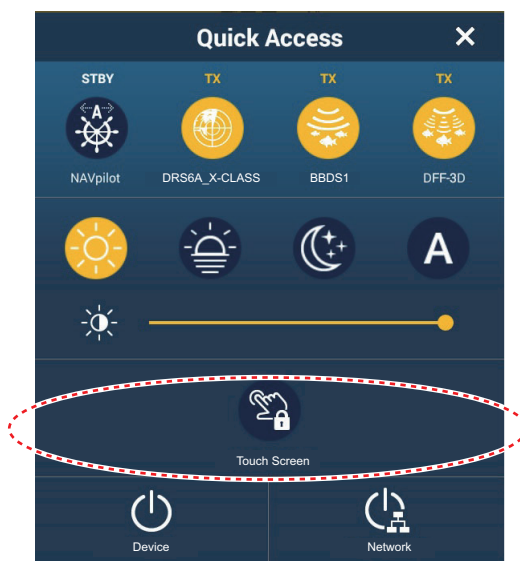 Quick Access
STBY TX TX TX
A
NAVpilot DRS6A_X-CLASS BBDS1 DFF-3D
A
Touch Screen
Device Network